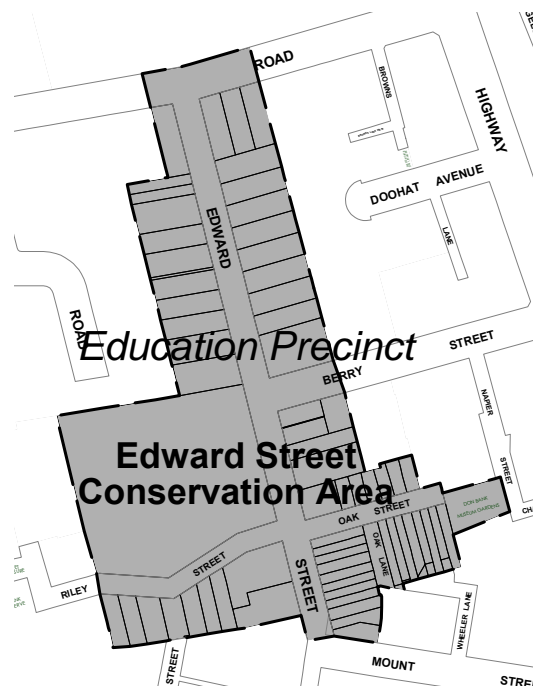 ROAD
BROWNS
HIGHWAY
DOOHAT AVENUE
LANE
EDWARD
ROAD
Education Precinct
BERRY
STREET
NAPIER
STREET
Edward Street
Conservation Area
OAK STREET
DON BANK
MUSEUM GARDENS
OAK LANE
STREET
RILEY
STREET
WHEELER LANE
STREET
MOUNT